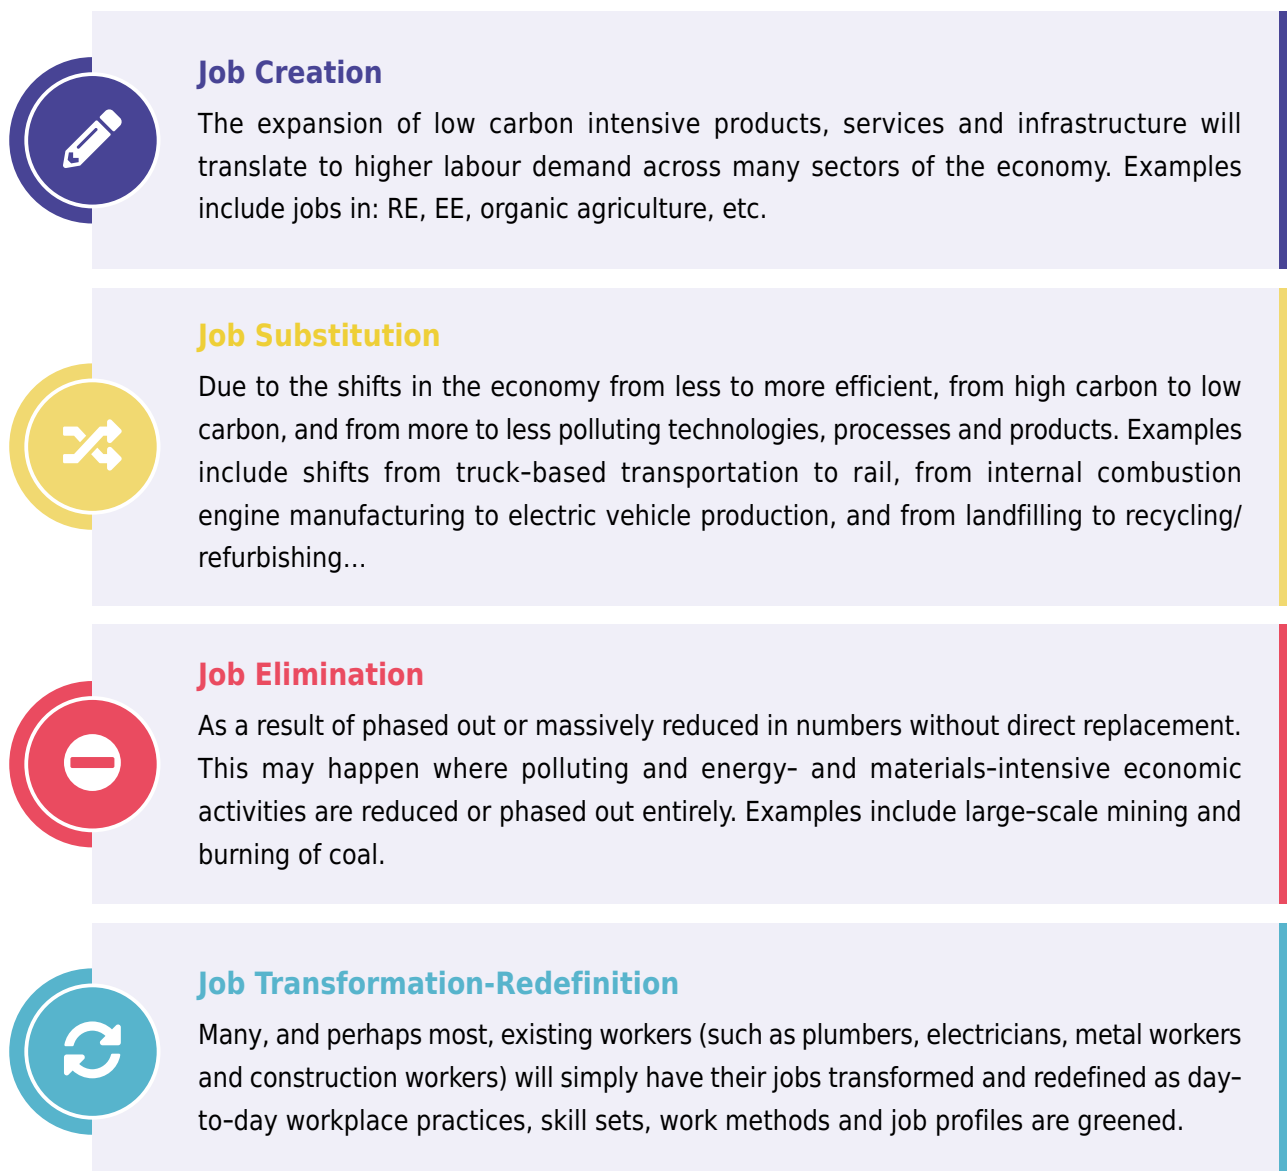 Job Creation
The expansion of low carbon intensive products, services and infrastructure will
translate to higher labour demand across many sectors of the economy. Examples
include jobs in: RE, EE, organic agriculture, etc.
Job Substitution
Due to the shifts in the economy from less to more efficient, from high carbon to low
carbon, and from more to less polluting technologies, processes and products. Examples
include shifts from truck-based transportation to rail, from internal combustion
engine manufacturing to electric vehicle production, and from landfilling to recycling/
refurbishing...
Job Elimination
As a result of phased out or massively reduced in numbers without direct replacement.
This may happen where polluting and energy- and materials-intensive economic
activities are reduced or phased out entirely. Examples include large-scale mining and
burning of coal.
Job Transformation-Redefinition
Many, and perhaps most, existing workers (such as plumbers, electricians, metal workers
and construction workers) will simply have their jobs transformed and redefined as day-
to-day workplace practices, skill sets, work methods and job profiles are greened.